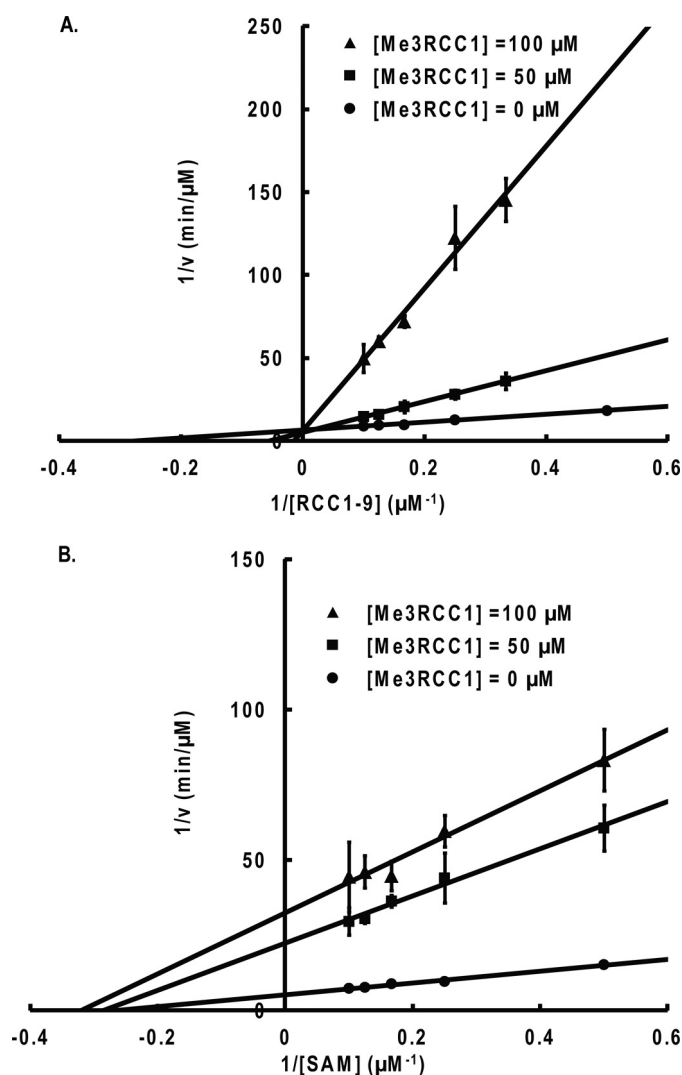 A.
250
200
150
100
50
0
1/v (min/µM)
[Me3RCC1] =100 µM
[Me3RCC1] = 50 µM
[Me3RCC1] = 0 µM
-0.4 -0.2 0 0.2 0.4 0.6
1/[RCC1-9] (µM⁻¹)
B.
150
100
50
0
1/v (min/µM)
[Me3RCC1] =100 µM
[Me3RCC1] = 50 µM
[Me3RCC1] = 0 µM
-0.4 -0.2 0 0.2 0.4 0.6
1/[SAM] (µM⁻¹)